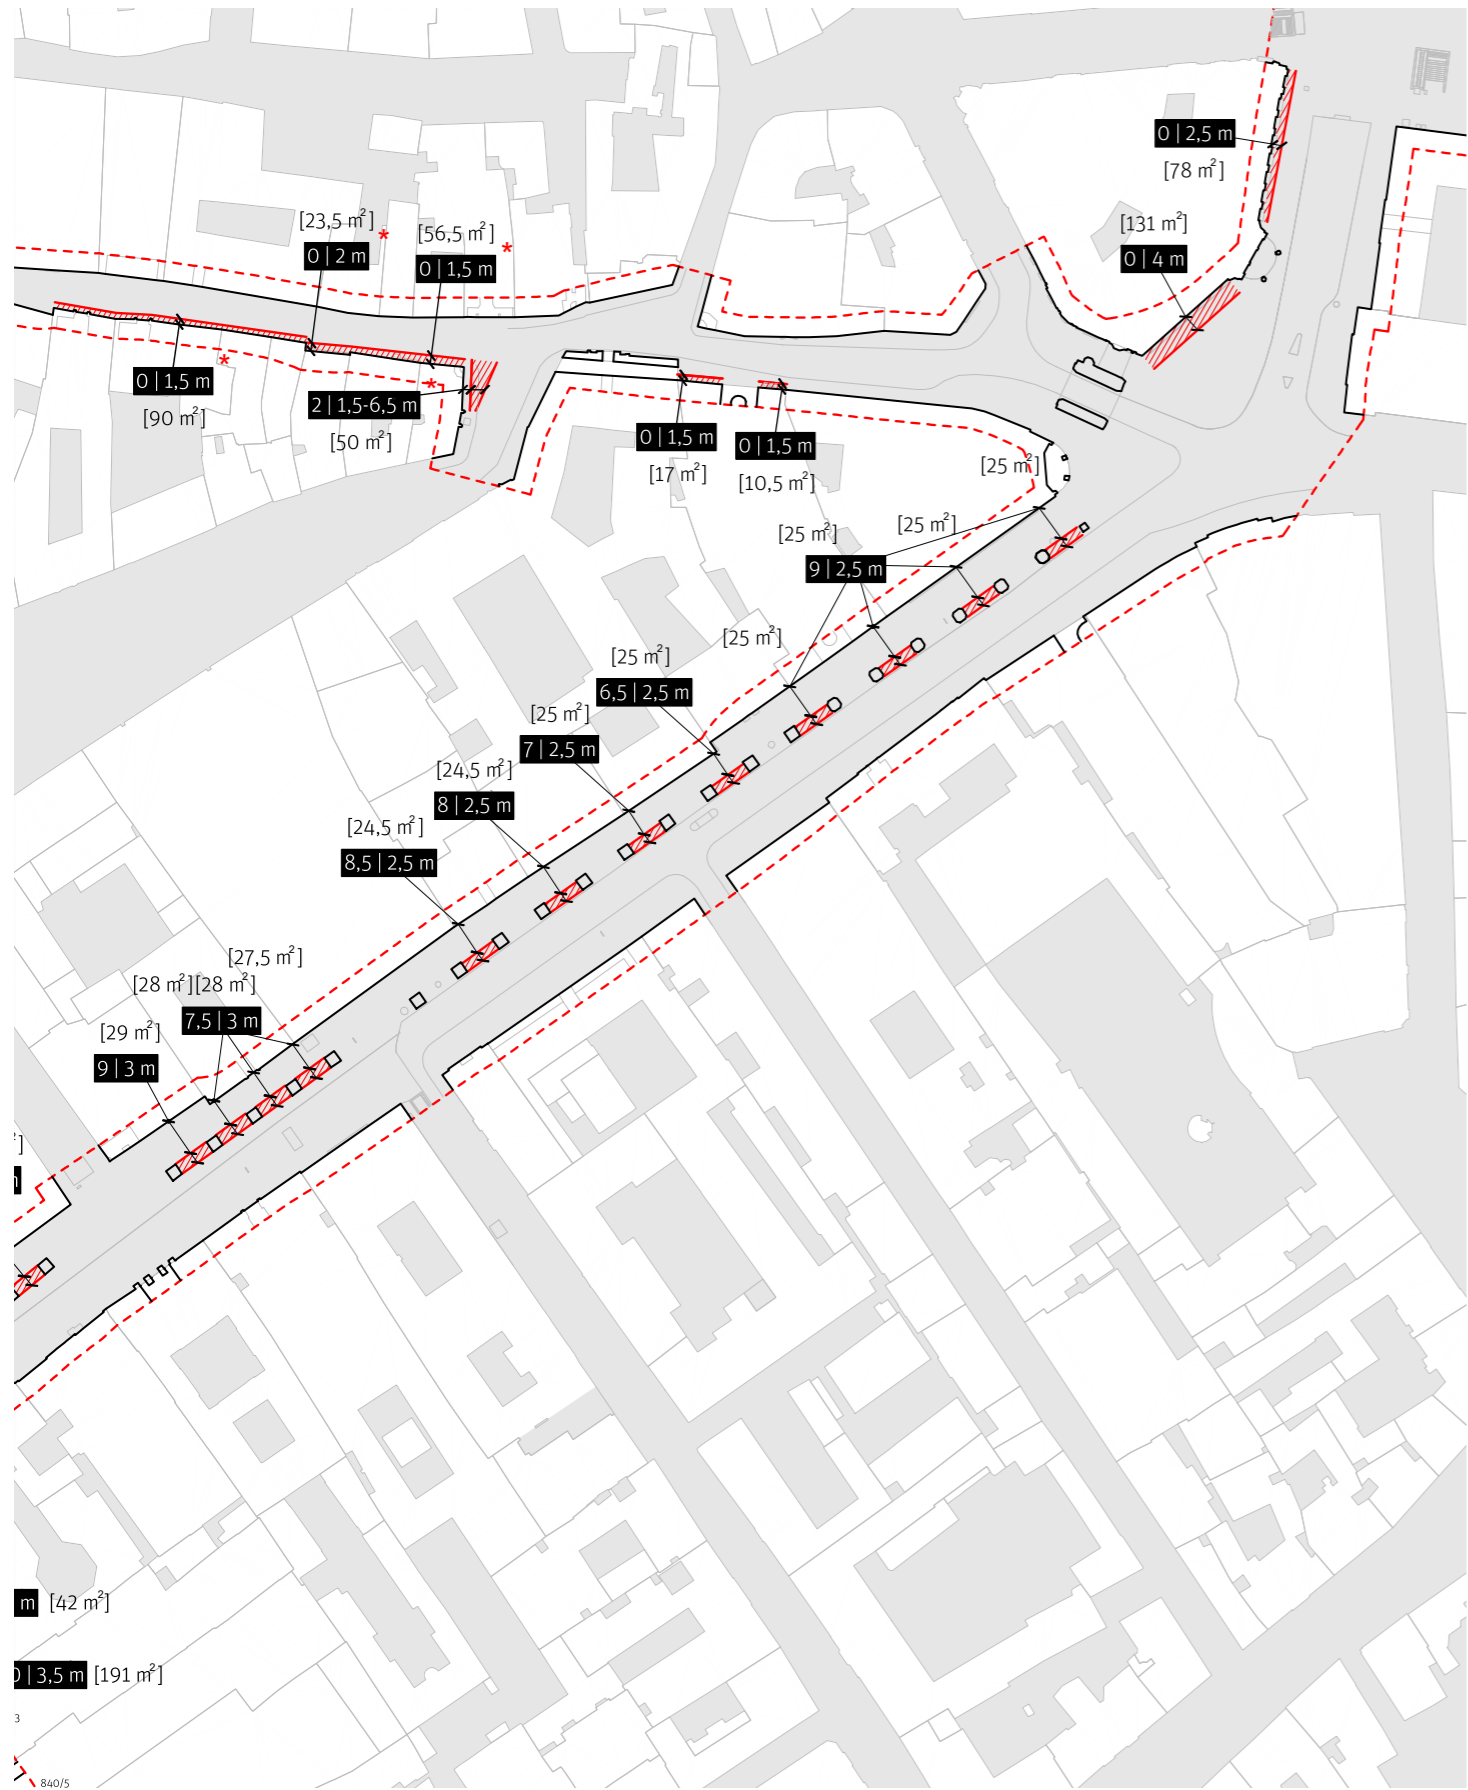 0 | 2,5 m
[78 m²]
[23,5 m²]
0 | 2 m
[56,5 m²]
0 | 1,5 m
[131 m²]
0 | 4 m
*
*
*
*
0 | 1,5 m
[90 m²]
2 | 1,5-6,5 m
[50 m²]
0 | 1,5 m
[17 m²]
0 | 1,5 m
[10,5 m²]
[25 m²]
[25 m²]
[25 m²]
9 | 2,5 m
[25 m²]
[25 m²]
6,5 | 2,5 m
[25 m²]
7 | 2,5 m
[24,5 m²]
8 | 2,5 m
[24,5 m²]
8,5 | 2,5 m
[27,5 m²]
[28 m²][28 m²]
7,5 | 3 m
[29 m²]
9 | 3 m
²]
m [42 m²]
0 | 3,5 m [191 m²]
3
840/5